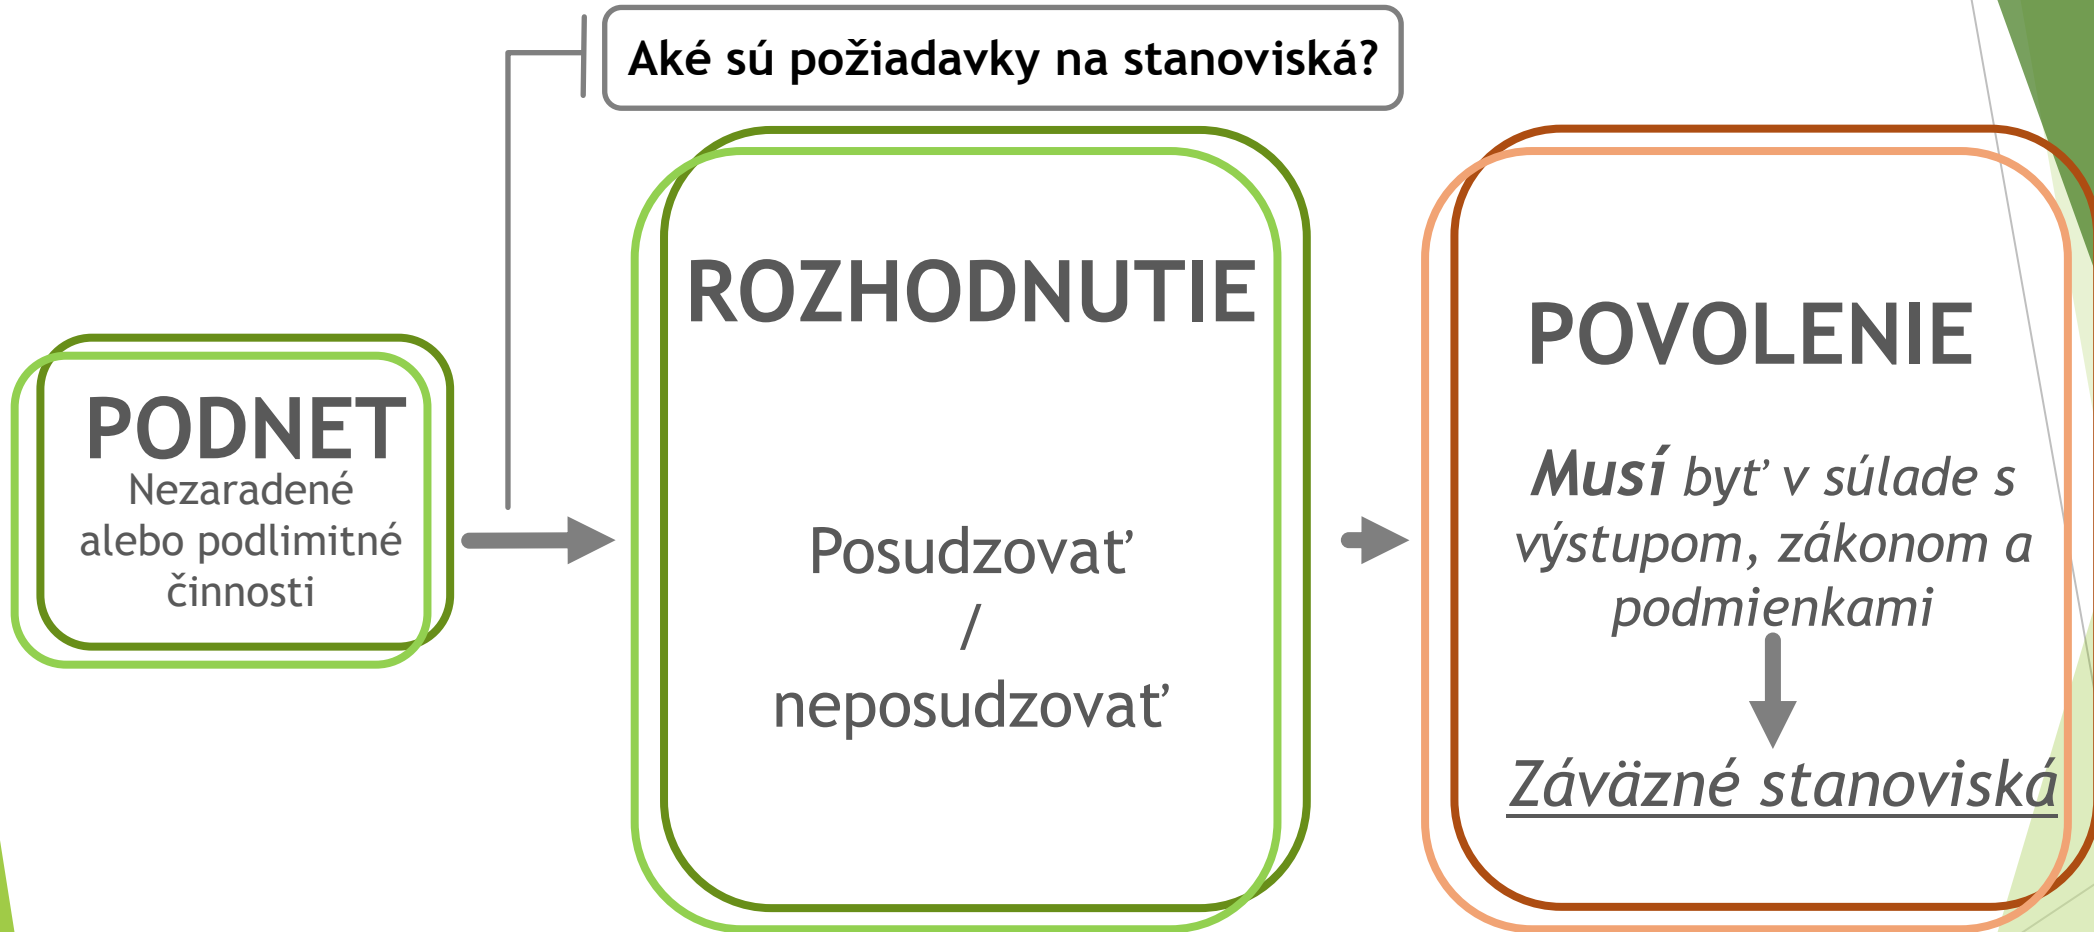 Aké sú požiadavky na stanoviská?
PODNET
Nezaradené
alebo podlimitné
činnosti
ROZHODNUTIE
Posudzovať
/
neposudzovať
POVOLENIE
Musí byť v súlade s
výstupom, zákonom a
podmienkami
Záväzné stanoviská